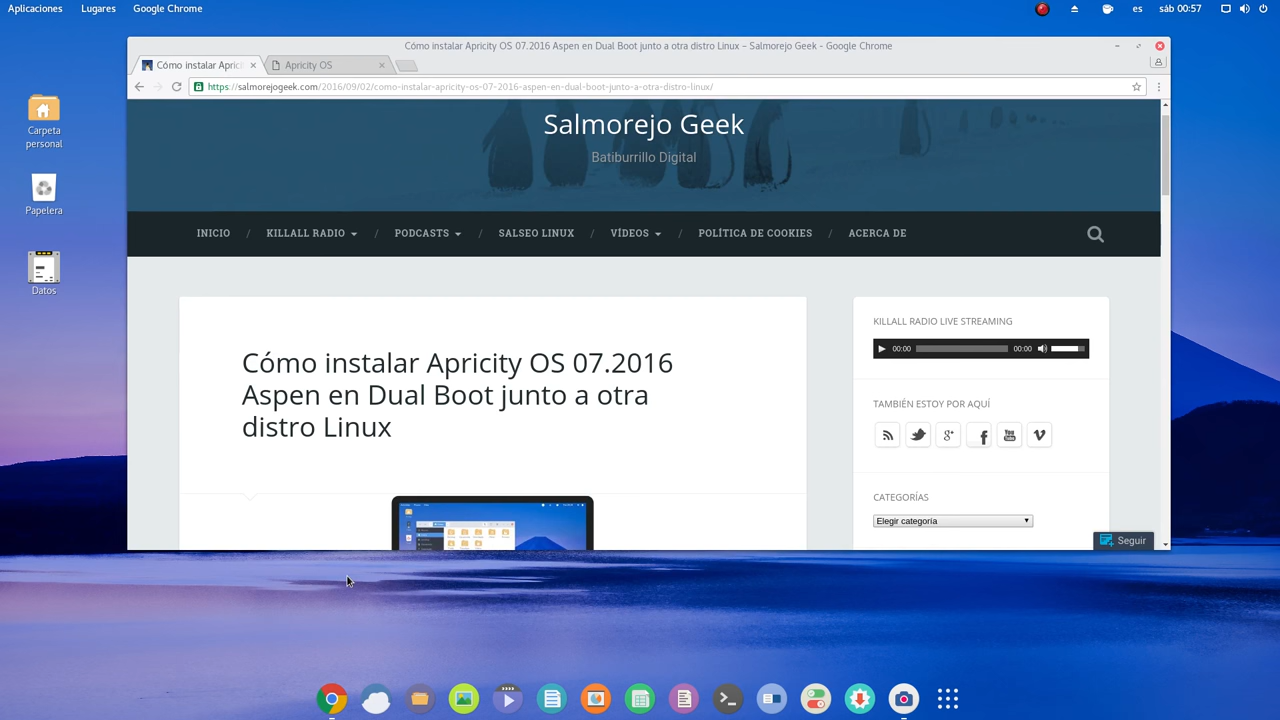 Aplicaciones Lugares Google Chrome es sáb 00:57
Cómo instalar Apricity OS 07.2016 Aspen en Dual Boot junto a otra distro Linux – Salmorejo Geek - Google Chrome
Cómo instalar Aprici Apricity OS
https://salmorejogeek.com/2016/09/02/como-instalar-apricity-os-07-2016-aspen-en-dual-boot-junto-a-otra-distro-linux/
Carpeta
personal
Papelera
Datos
Salmorejo Geek
Batiburrillo Digital
INICIO / KILLALL RADIO / PODCASTS / SALSEO LINUX / VÍDEOS / POLÍTICA DE COOKIES / ACERCA DE
Cómo instalar Apricity OS 07.2016
Aspen en Dual Boot junto a otra
distro Linux
KILLALL RADIO LIVE STREAMING
00:00 00:00
TAMBIÉN ESTOY POR AQUÍ
CATEGORÍAS
Elegir categoría
Seguir